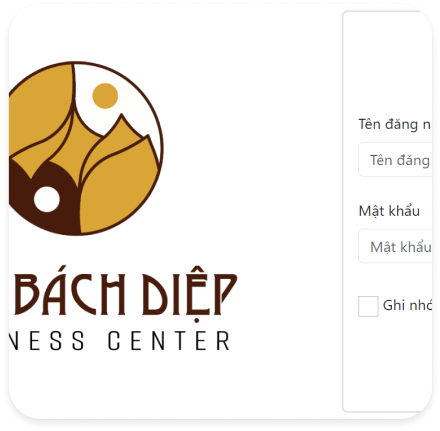 BÁCH DIỆP
NESS CENTER
Tên đăng n
Tên đăng
Mật khẩu
Mật khẩu
Ghi nhớ